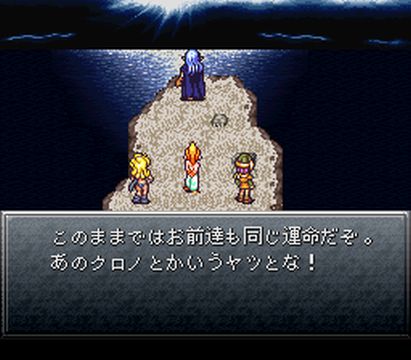 このままではお前達も同じ運命だぞ。
あのクロノとかいうヤツとな！